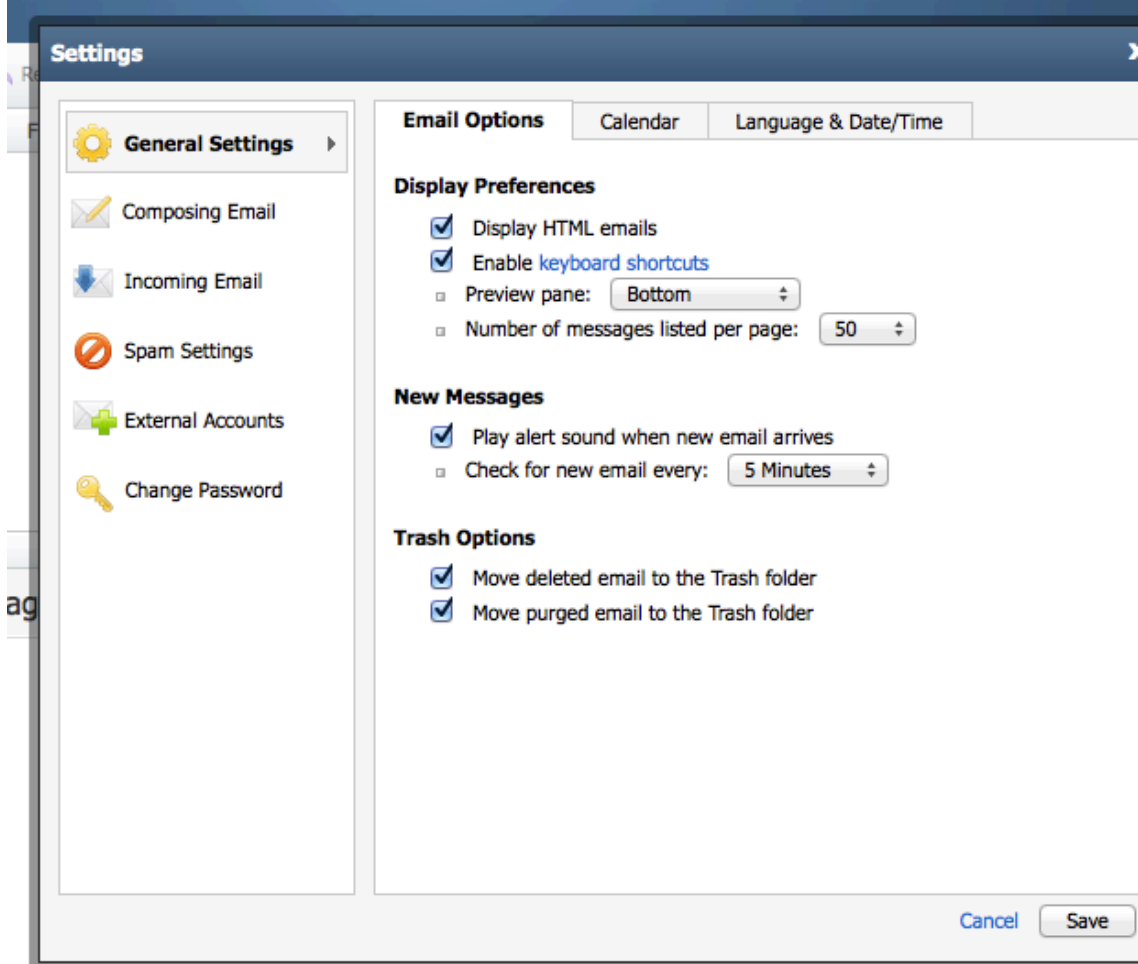 Settings
x
Re
F
General Settings
Composing Email
Incoming Email
Spam Settings
External Accounts
Change Password
ag
Email Options
Calendar
Language & Date/Time
Display Preferences
Display HTML emails
Enable keyboard shortcuts
Preview pane: Bottom
Number of messages listed per page: 50
New Messages
Play alert sound when new email arrives
Check for new email every: 5 Minutes
Trash Options
Move deleted email to the Trash folder
Move purged email to the Trash folder
Cancel
Save